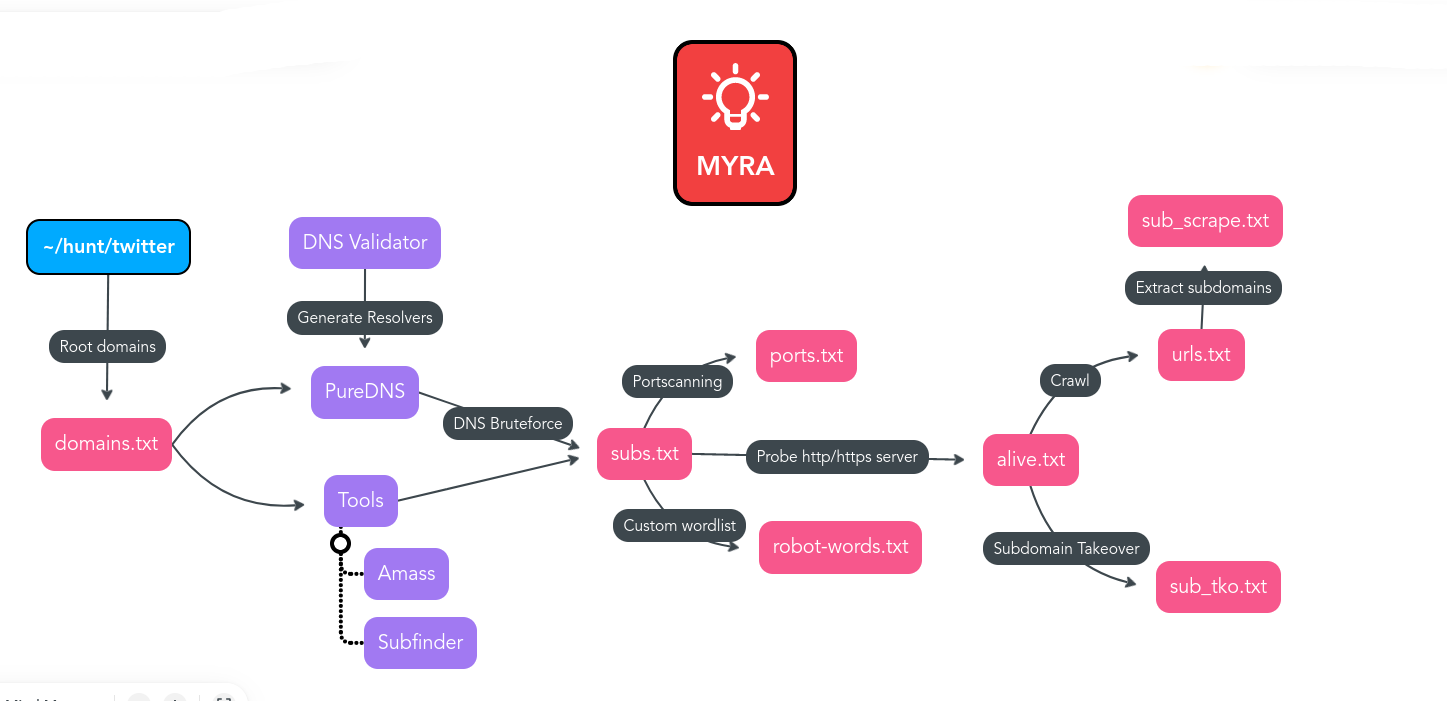 MYRA
~/hunt/twitter
Root domains
domains.txt
DNS Validator
Generate Resolvers
PureDNS
DNS Bruteforce
Tools
Amass
Subfinder
subs.txt
Portscanning
ports.txt
Probe http/https server
Custom wordlist
robot-words.txt
alive.txt
Crawl
urls.txt
Extract subdomains
sub_scrape.txt
Subdomain Takeover
sub_tko.txt